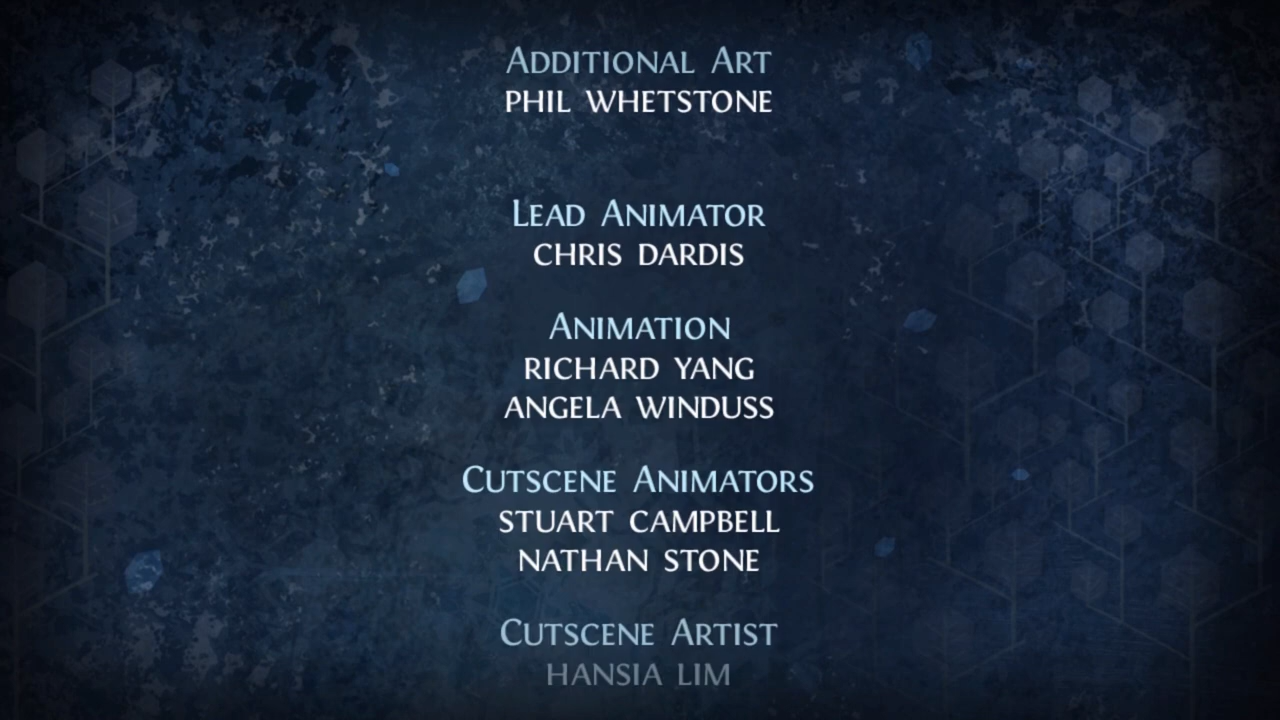 Additional Art
PHIL WHETSTONE
Lead Animator
CHRIS DARDIS
Animation
RICHARD YANG
ANGELA WINDUSS
Cutscene Animators
STUART CAMPBELL
NATHAN STONE
Cutscene Artist
HANSIA LIM